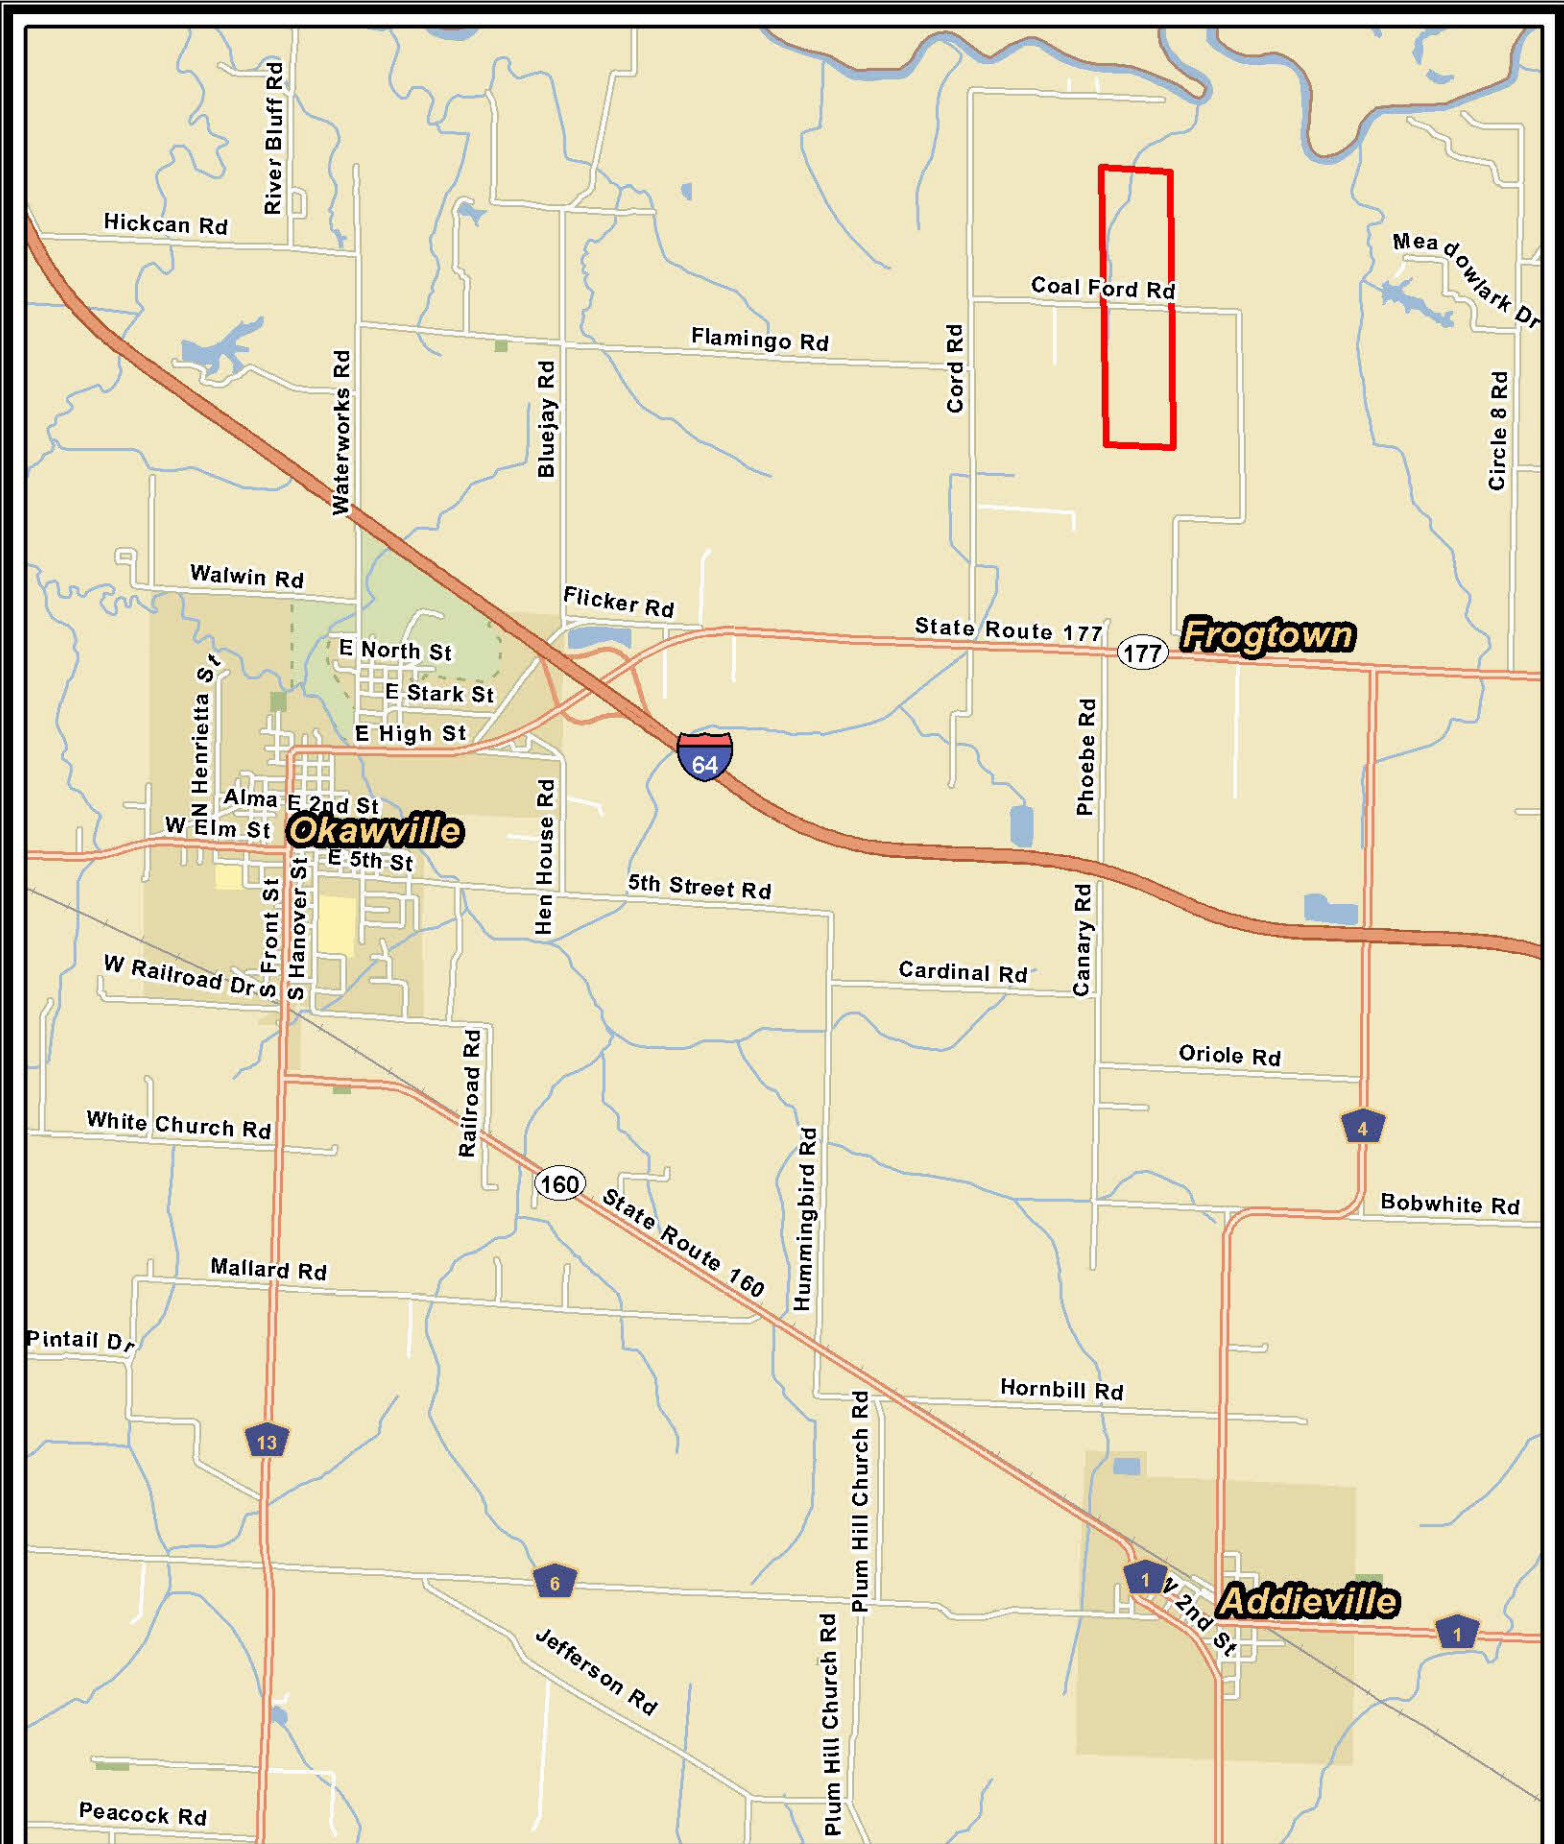 River Bluff Rd
Hickcan Rd
Meadowlark Dr
Coal Ford Rd
Flamingo Rd
Cord Rd
Waterworks Rd
Bluejay Rd
Circle 8 Rd
Walwin Rd
Flicker Rd
State Route 177
177
Frogtown
E North St
E Stark St
N Henrietta St
E High St
64
Phoebe Rd
Alma
E 2nd St
W Elm St
Okawville
E 5th St
Hen House Rd
5th Street Rd
S Front St
S Hanover St
Canary Rd
W Railroad Dr
Cardinal Rd
Railroad Rd
Oriole Rd
White Church Rd
4
Hummingbird Rd
160
State Route 160
Bobwhite Rd
Mallard Rd
Pintail Dr
Hornbill Rd
13
Plum Hill Church Rd
6
1
W 2nd St
Addieville
1
Jefferson Rd
Plum Hill Church Rd
Peacock Rd